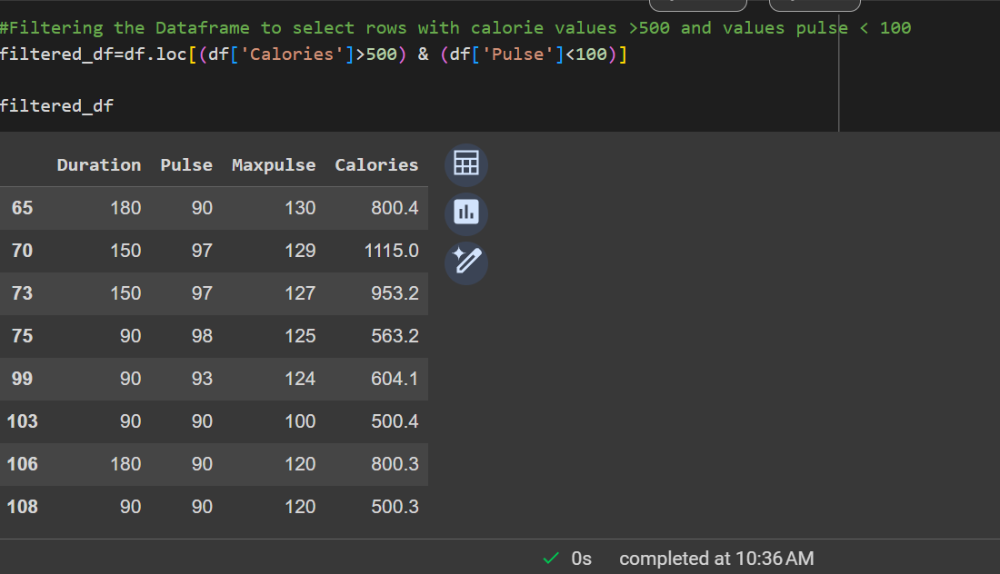 #Filtering the Dataframe to select rows with calorie values >500 and values pulse < 100
filtered_df=df.loc[(df['Calories']>500) & (df['Pulse']<100)]
filtered_df
Duration Pulse Maxpulse Calories
65 180 90 130 800.4
70 150 97 129 1115.0
73 150 97 127 953.2
75 90 98 125 563.2
99 90 93 124 604.1
103 90 90 100 500.4
106 180 90 120 800.3
108 90 90 120 500.3
0s completed at 10:36 AM